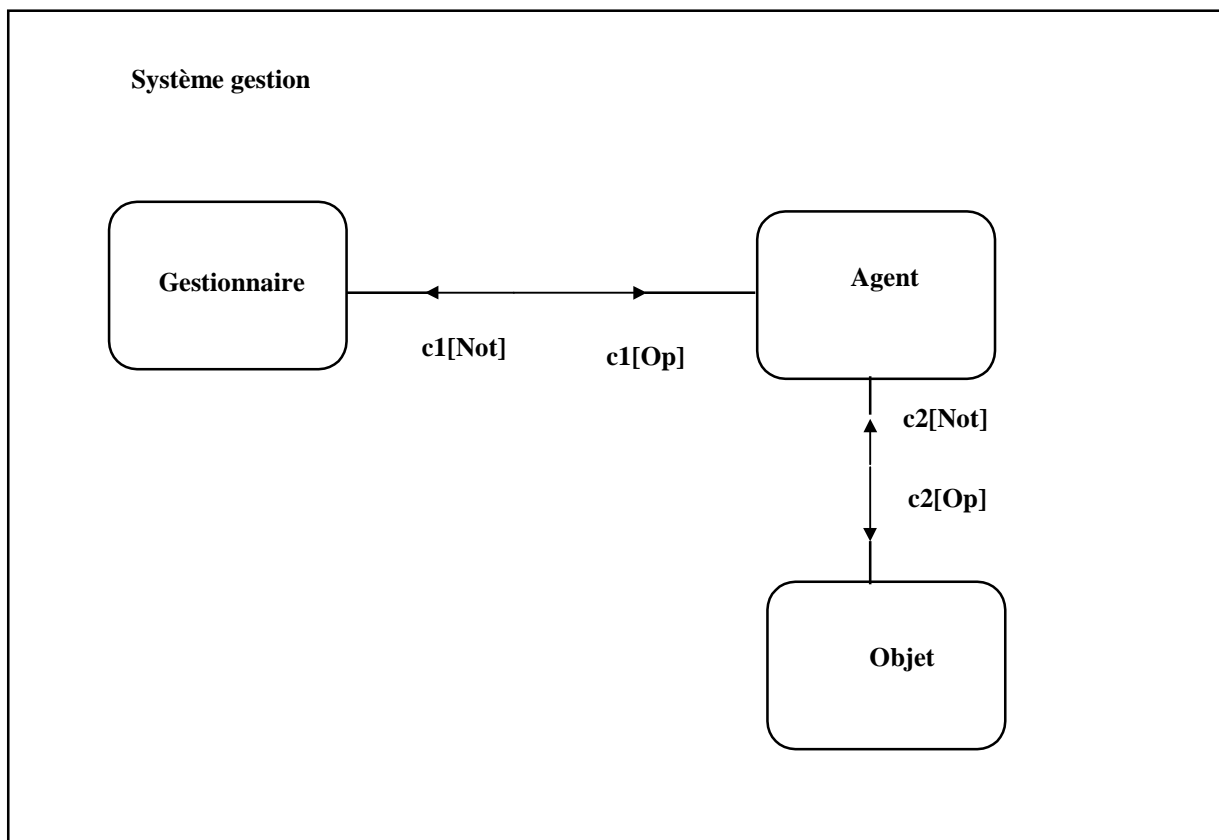 Système gestion
Gestionnaire
Agent
c1[Not]
c1[Op]
c2[Not]
c2[Op]
Objet